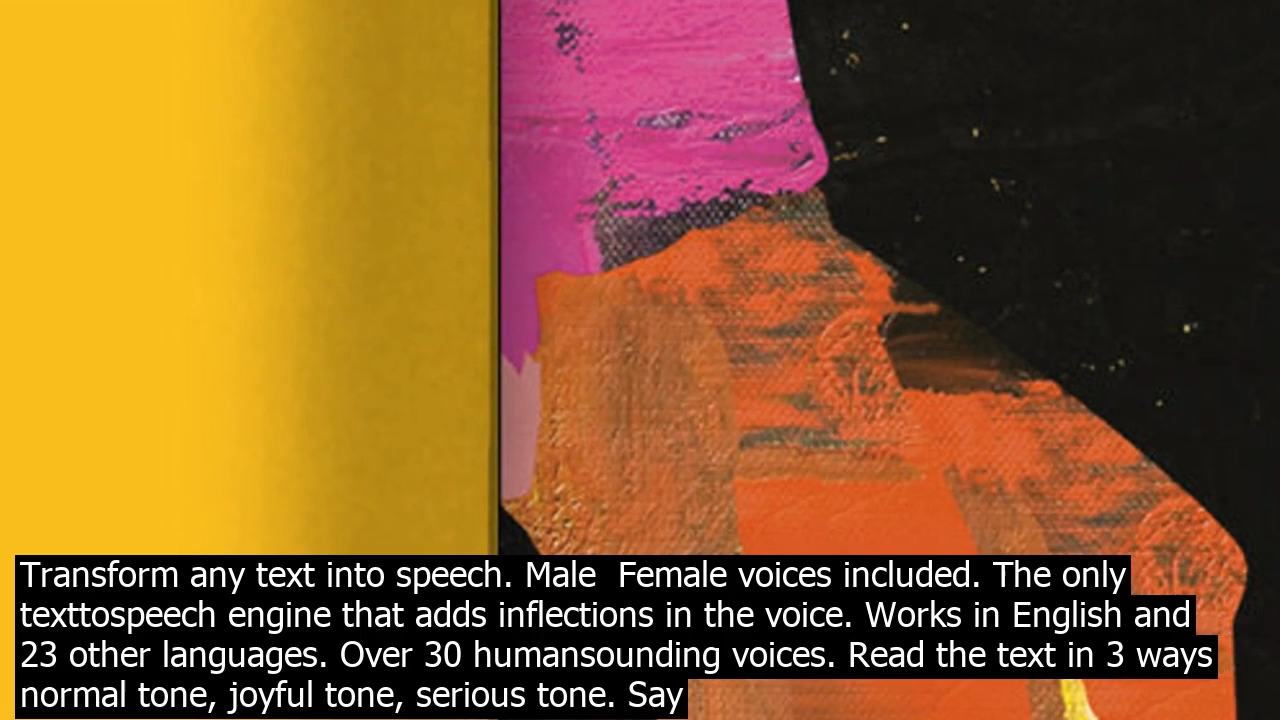 Transform any text into speech. Male  Female voices included. The only
texttospeech engine that adds inflections in the voice. Works in English and
23 other languages. Over 30 humansounding voices. Read the text in 3 ways
normal tone, joyful tone, serious tone. Say